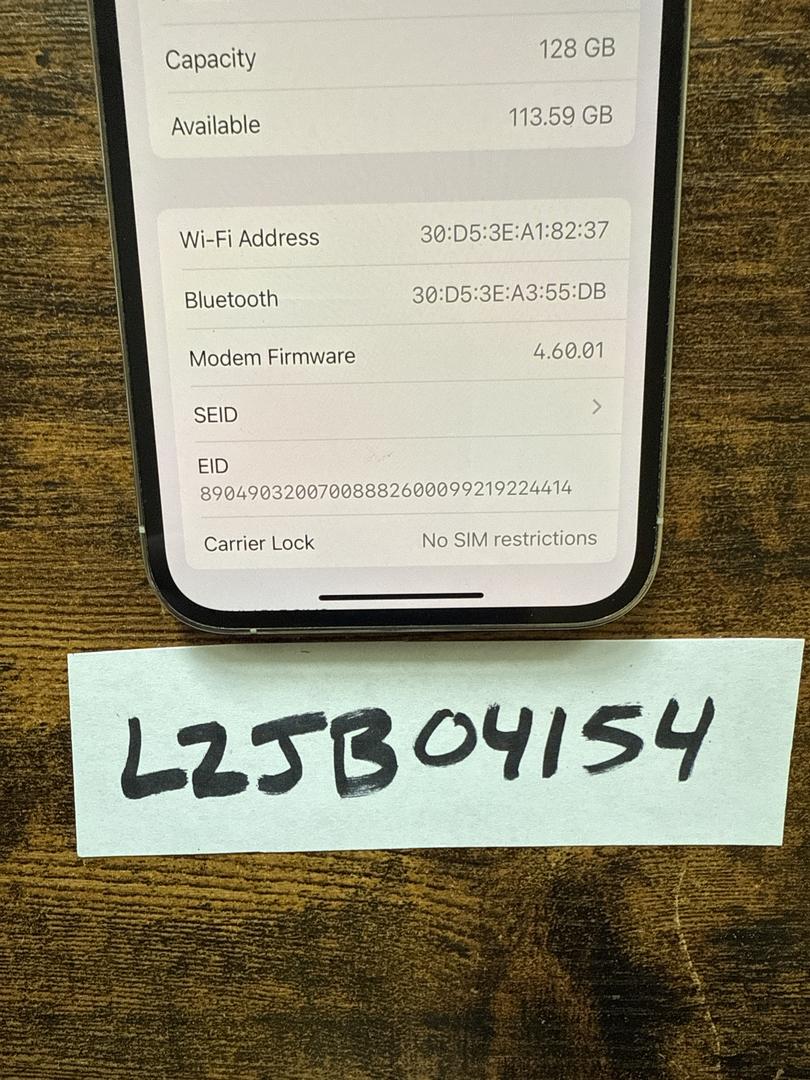 Capacity 128 GB
Available 113.59 GB
Wi-Fi Address 30:D5:3E:A1:82:37
Bluetooth 30:D5:3E:A3:55:DB
Modem Firmware 4.60.01
SEID
EID
89049032007008882600099219224414
Carrier Lock No SIM restrictions
LZJB04154